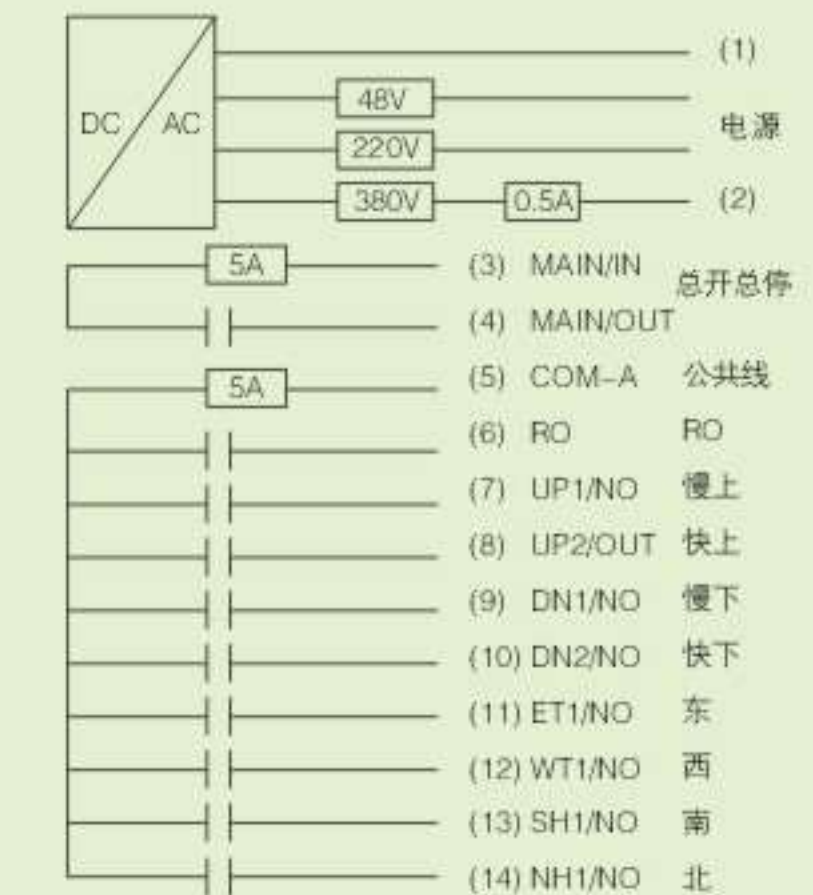 (1)
48V
DC AC 电源
220V
380V 0.5A (2)
5A (3) MAIN/IN 总开总停
(4) MAIN/OUT
5A (5) COM-A 公共线
(6) RO RO
(7) UP1/NO 慢上
(8) UP2/OUT 快上
(9) DN1/NO 慢下
(10) DN2/NO 快下
(11) ET1/NO 东
(12) WT1/NO 西
(13) SH1/NO 南
(14) NH1/NO 北